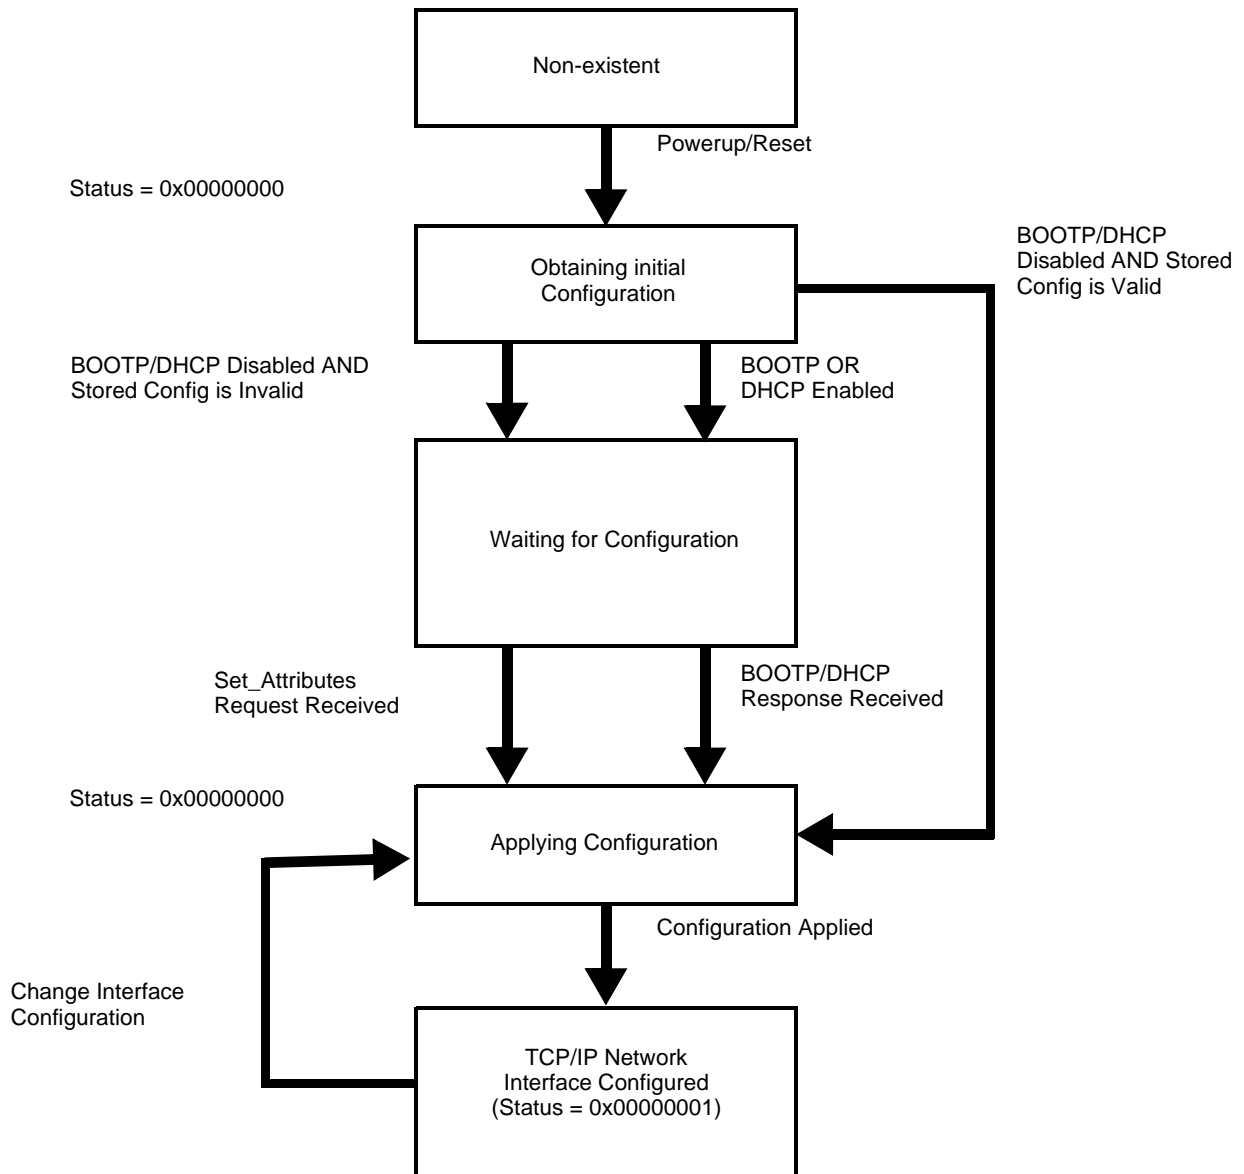 Non-existent
Powerup/Reset
Status = 0x00000000
BOOTP/DHCP
Disabled AND Stored
Config is Valid
Obtaining initial
Configuration
BOOTP/DHCP Disabled AND
Stored Config is Invalid
BOOTP OR
DHCP Enabled
Waiting for Configuration
Set_Attributes
Request Received
BOOTP/DHCP
Response Received
Status = 0x00000000
Applying Configuration
Configuration Applied
Change Interface
Configuration
TCP/IP Network
Interface Configured
(Status = 0x00000001)